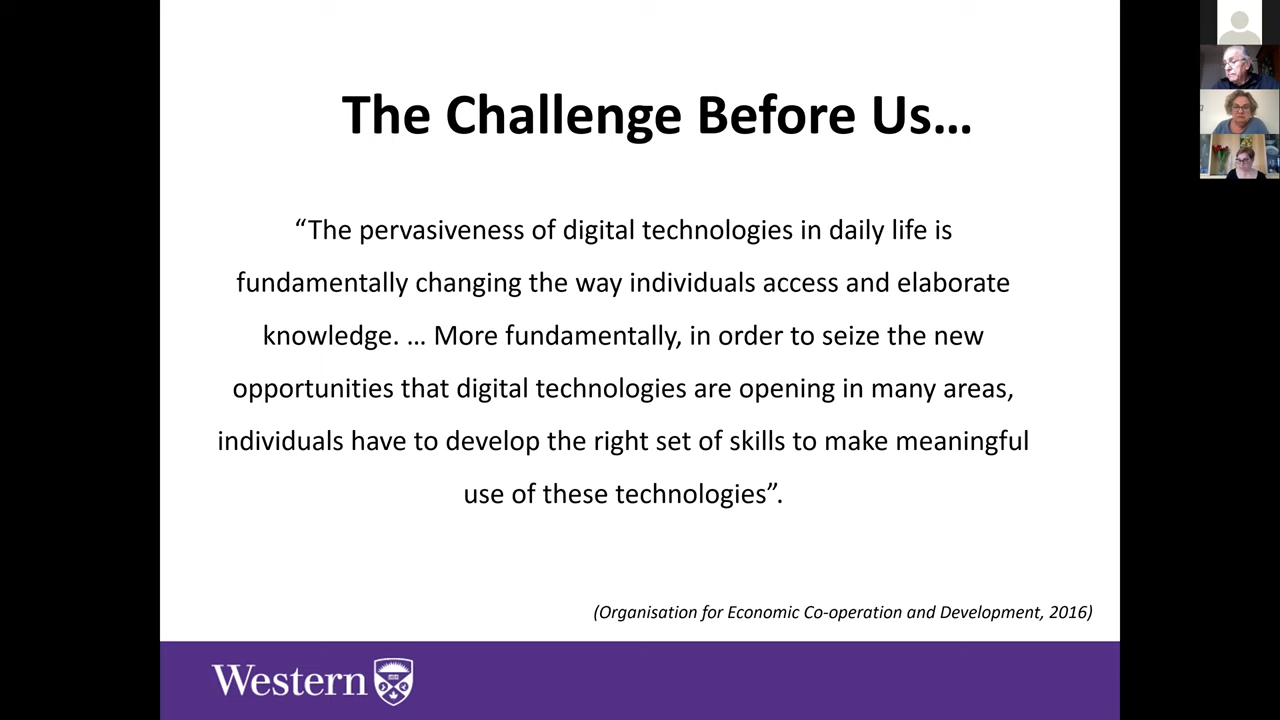 The Challenge Before Us…
“The pervasiveness of digital technologies in daily life is
fundamentally changing the way individuals access and elaborate
knowledge. … More fundamentally, in order to seize the new
opportunities that digital technologies are opening in many areas,
individuals have to develop the right set of skills to make meaningful
use of these technologies”.
(Organisation for Economic Co-operation and Development, 2016)
Western